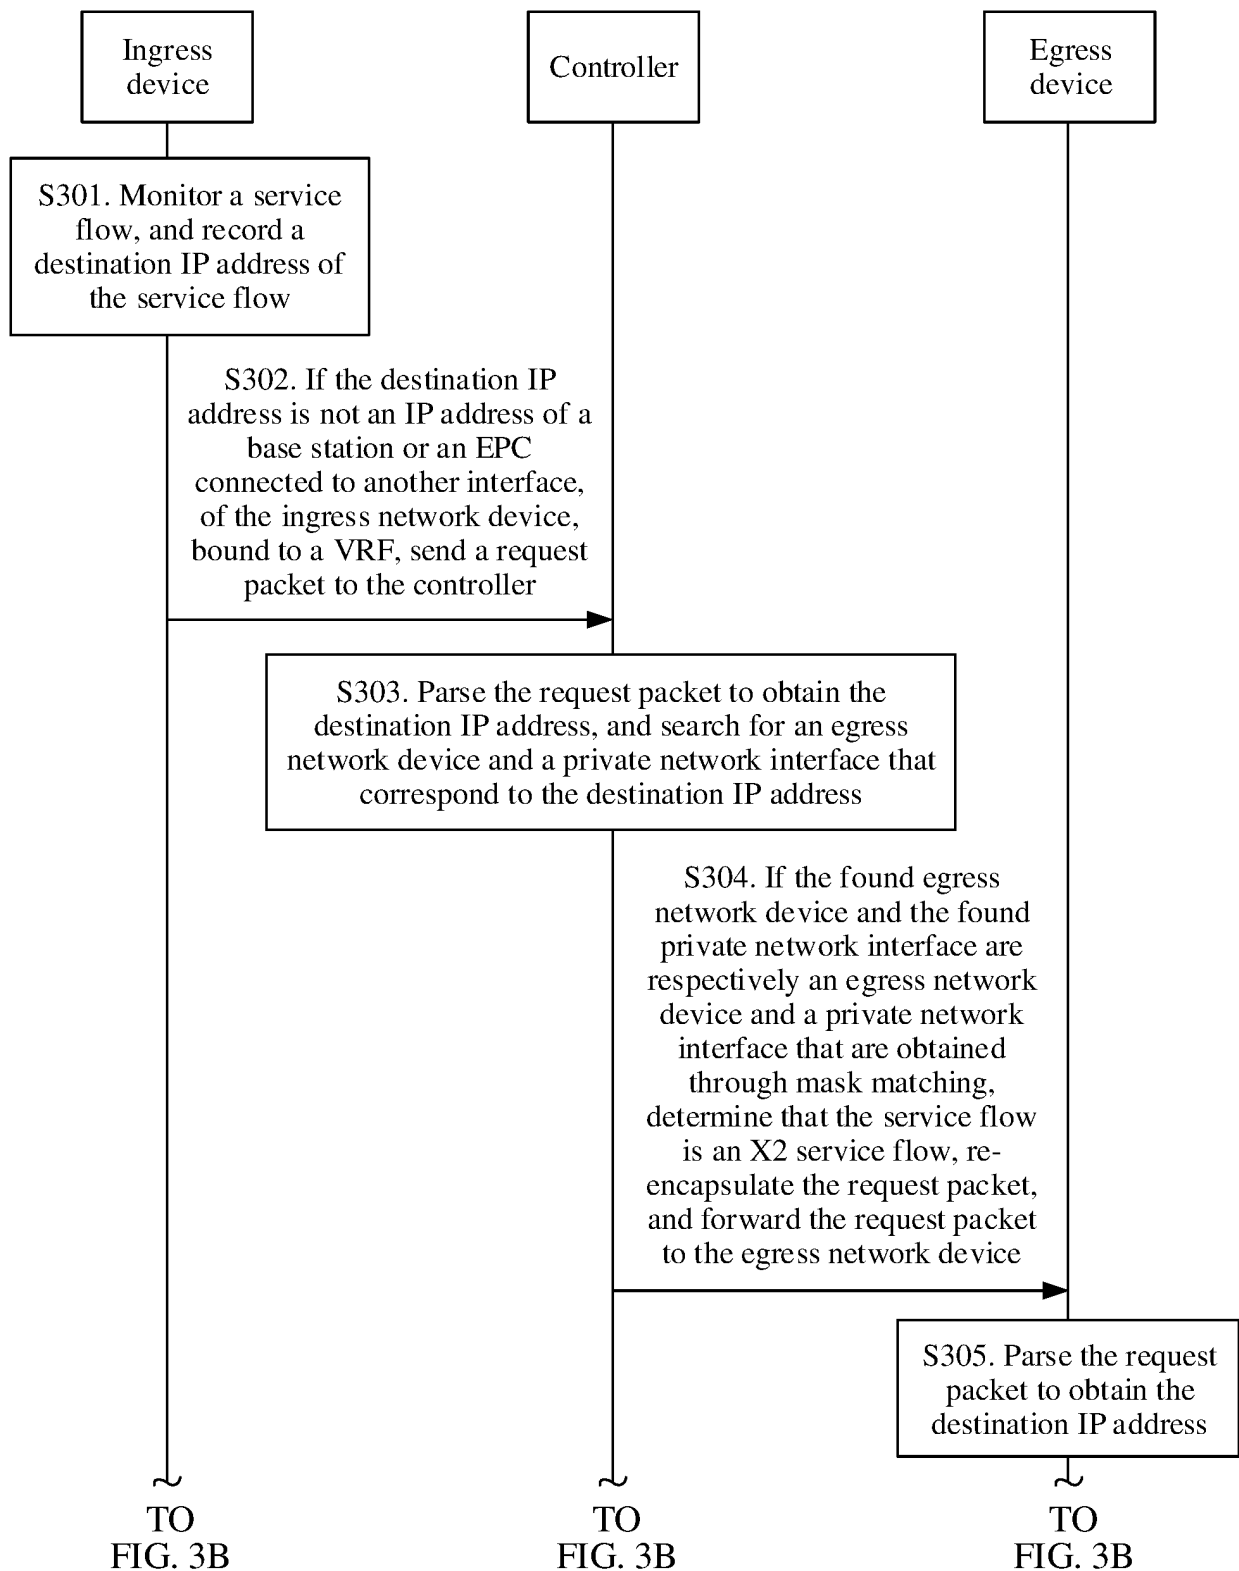 Ingress
device
Controller
Egress
device
S301. Monitor a service
flow, and record a
destination IP address of
the service flow
S302. If the destination IP
address is not an IP address of a
base station or an EPC
connected to another interface,
of the ingress network device,
bound to a VRF, send a request
packet to the controller
S303. Parse the request packet to obtain the
destination IP address, and search for an egress
network device and a private network interface that
correspond to the destination IP address
S304. If the found egress
network device and the found
private network interface are
respectively an egress network
device and a private network
interface that are obtained
through mask matching,
determine that the service flow
is an X2 service flow, re-
encapsulate the request packet,
and forward the request packet
to the egress network device
S305. Parse the request
packet to obtain the
destination IP address
TO
FIG. 3B
TO
FIG. 3B
TO
FIG. 3B